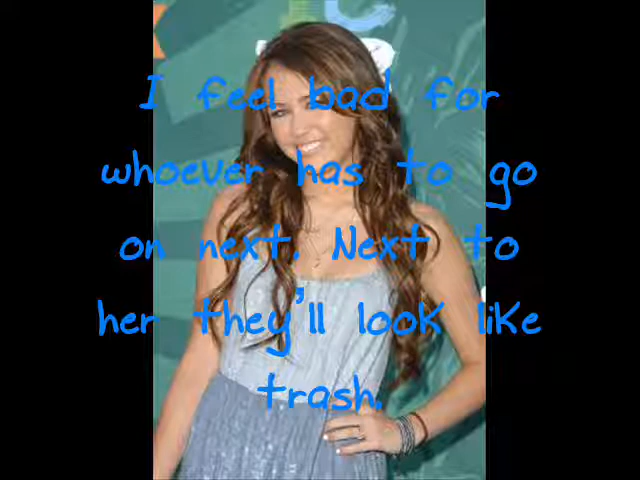 I feel bad for
whoever has to go
on next. Next to
her they'll look like
trash.